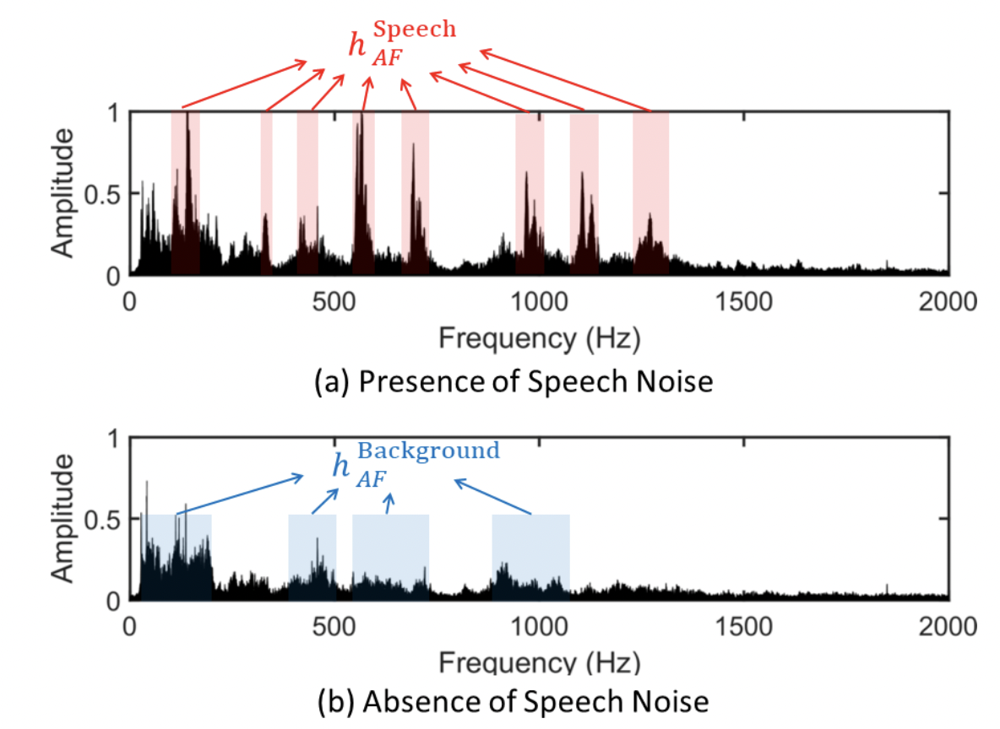 h AF Speech
1
Amplitude
0.5
0
0 500 1000 1500 2000
Frequency (Hz)
(a) Presence of Speech Noise
1
h AF Background
Amplitude
0.5
0
0 500 1000 1500 2000
Frequency (Hz)
(b) Absence of Speech Noise